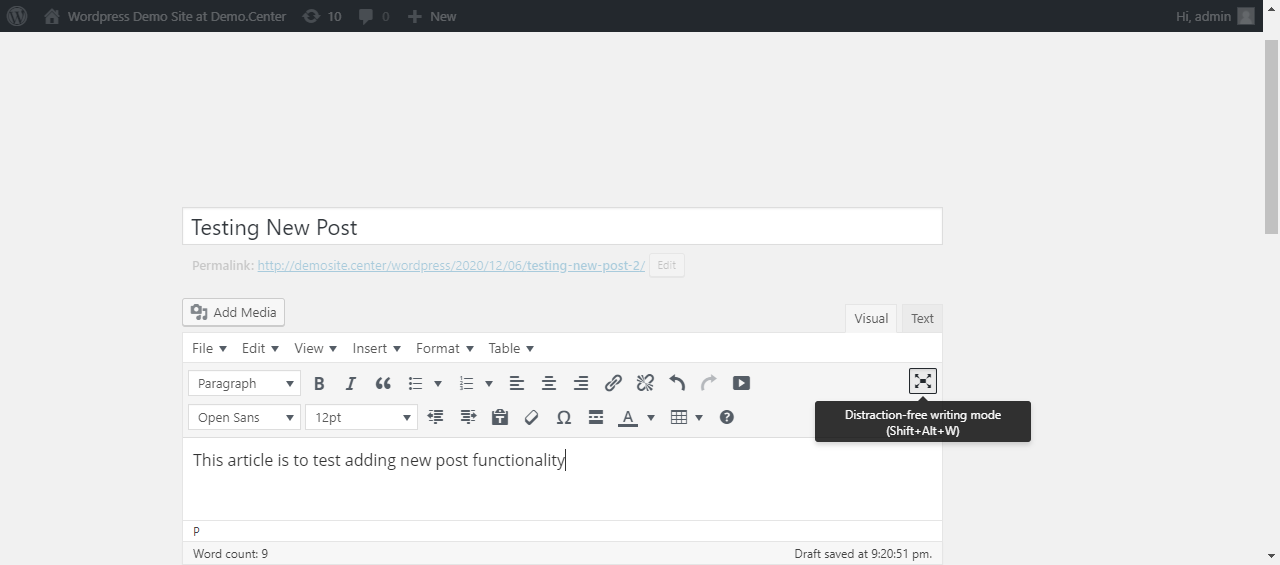 Wordpress Demo Site at Demo.Center 10 0 New Hi, admin
Testing New Post
Permalink: http://demosite.center/wordpress/2020/12/06/testing-new-post-2/ Edit
Add Media
Visual Text
File Edit View Insert Format Table
Paragraph B I
Open Sans 12pt Ω A
Distraction-free writing mode
(Shift+Alt+W)
This article is to test adding new post functionality
P
Word count: 9 Draft saved at 9:20:51 pm.